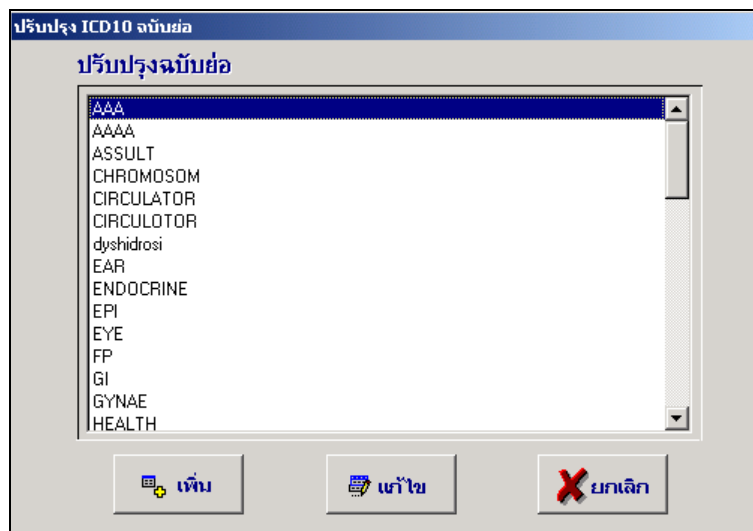 ปรับปรุง ICD10 ฉบับย่อ
ปรับปรุงฉบับย่อ
AAA
AAAA
ASSULT
CHROMOSOM
CIRCULATOR
CIRCULOTOR
dyshidrosi
EAR
ENDOCRINE
EPI
EYE
FP
GI
GYNAE
HEALTH
เพิ่ม แก้ไข ยกเลิก